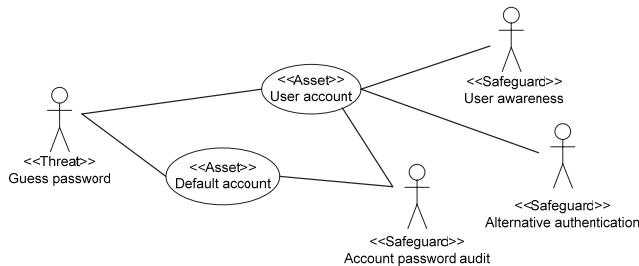 <<Asset>>
User account
<<Safeguard>>
User awareness
<<Threat>>
Guess password
<<Asset>>
Default account
<<Safeguard>>
Alternative authentication
<<Safeguard>>
Account password audit